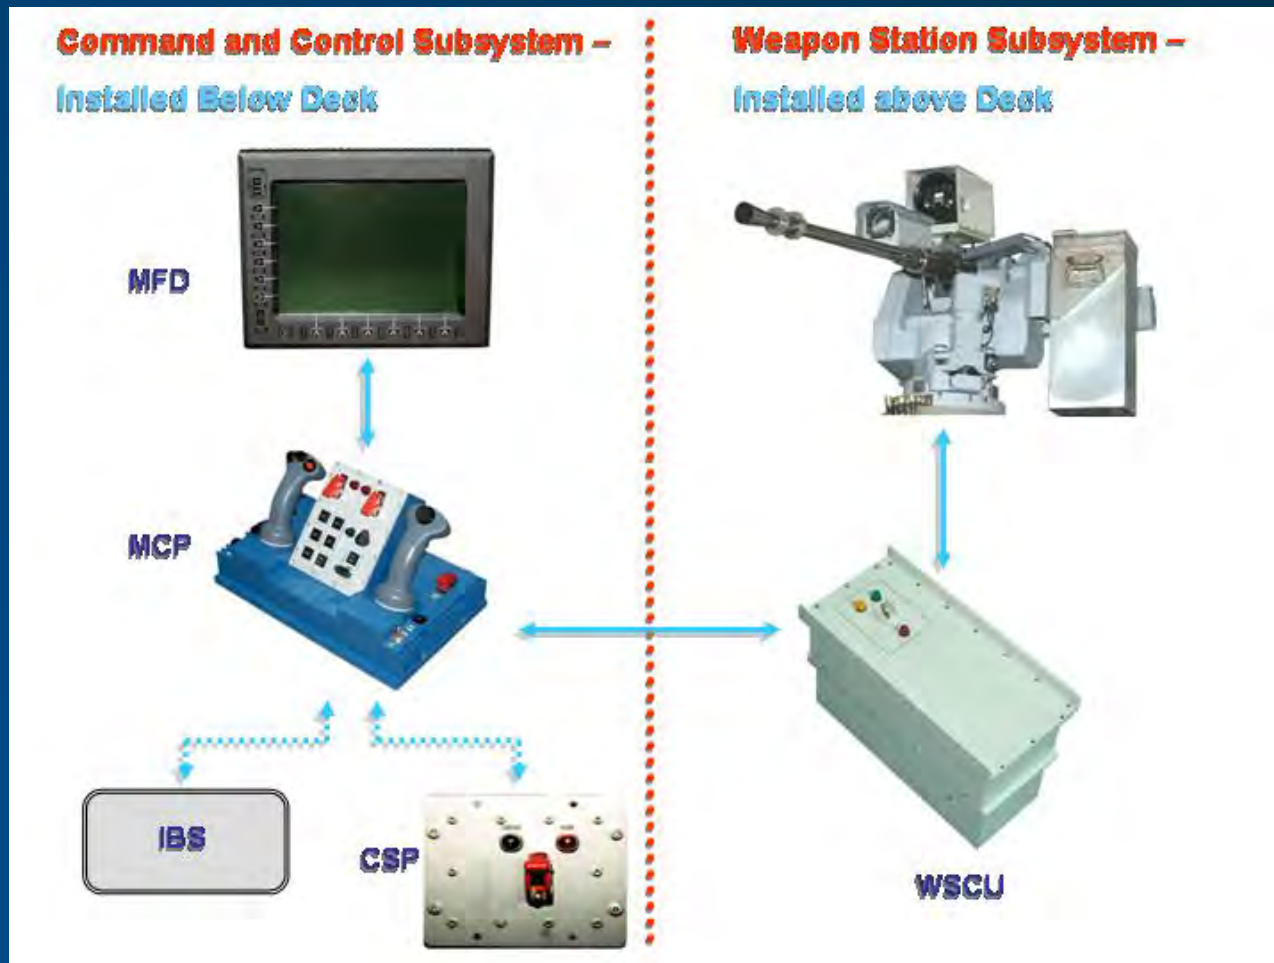 Command and Control Subsystem –
Installed Below Deck
Weapon Station Subsystem –
Installed above Deck
MFD
MCP
IBS
CSP
WSCU